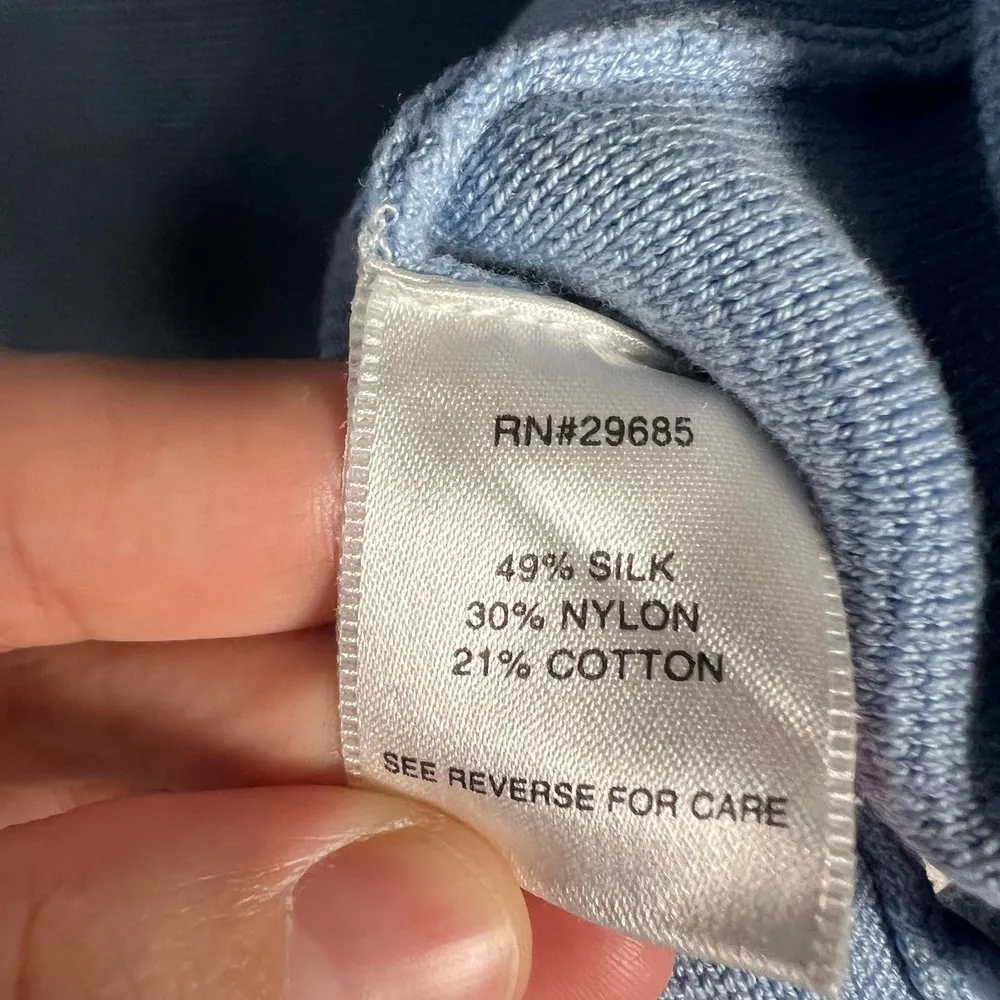 RN#29685
49% SILK
30% NYLON
21% COTTON
SEE REVERSE FOR CARE